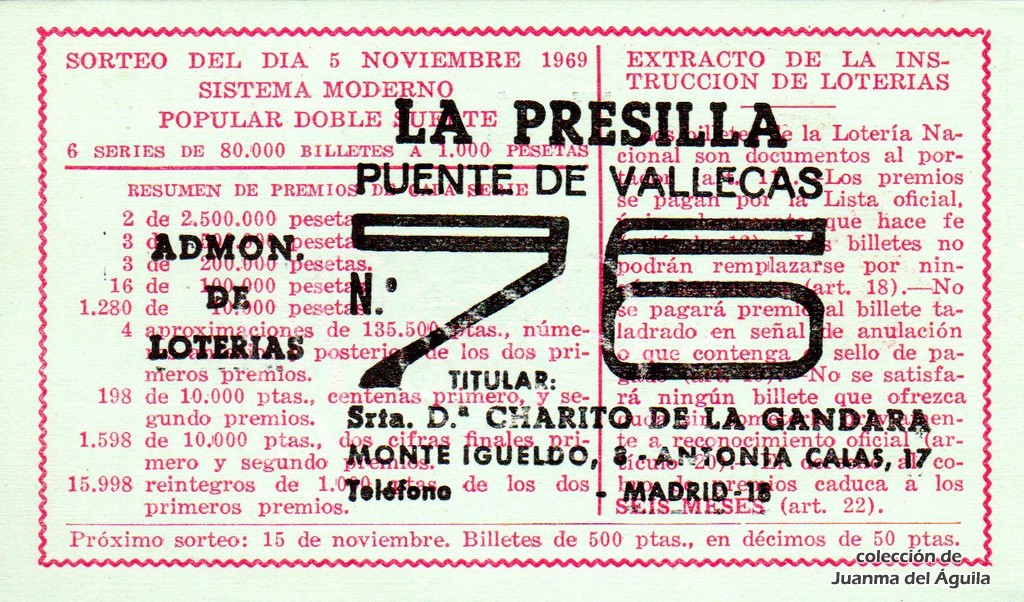 SORTEO DEL DIA 5 NOVIEMBRE 1969
SISTEMA MODERNO
POPULAR DOBLE SUERTE
6 SERIES DE 80.000 BILLETES A 1.000 PESETAS
RESUMEN DE PREMIOS DE CADA SERIE
2 de 2.500.000 pesetas
3 de
3 de 200.000 pesetas.
16 de 100.000 pesetas.
1.280 de 10.000 pesetas
4 aproximaciones de 135.500 ptas., núme-
posterior de los dos pri-
meros premios.
198 de 10.000 ptas., centenas primero, y se-
gundo premios.
1.598 de 10.000 ptas., dos cifras finales pri-
mero y segundo premios.
15.998 reintegros de 1.000 ptas. de los dos
primeros premios.
EXTRACTO DE LA INS-
TRUCCION DE LOTERIAS
Los billetes de la Lotería Na-
cional son documentos al por-
tador Los premios
se pagan por la Lista oficial,
que hace fe
billetes no
podrán remplazarse por nin-
(art. 18).—No
se pagará premio al billete ta-
ladrado en señal de anulación
o que contenga el sello de pa-
No se satisfa-
rá ningún billete que ofrezca
te a reconocimiento oficial (ar-
co-
premios caduca a los
SEIS MESES (art. 22).
Próximo sorteo: 15 de noviembre. Billetes de 500 ptas., en décimos de 50 ptas.
LA PRESILLA
PUENTE DE VALLECAS
ADMON.
DE
LOTERIAS
N.º 76
TITULAR:
Srta. D.ª CHARITO DE LA GANDARA
MONTE IGUELDO, 8 - ANTONIA CALAS, 17
Teléfono - MADRID-18
colección de
Juanma del Águila